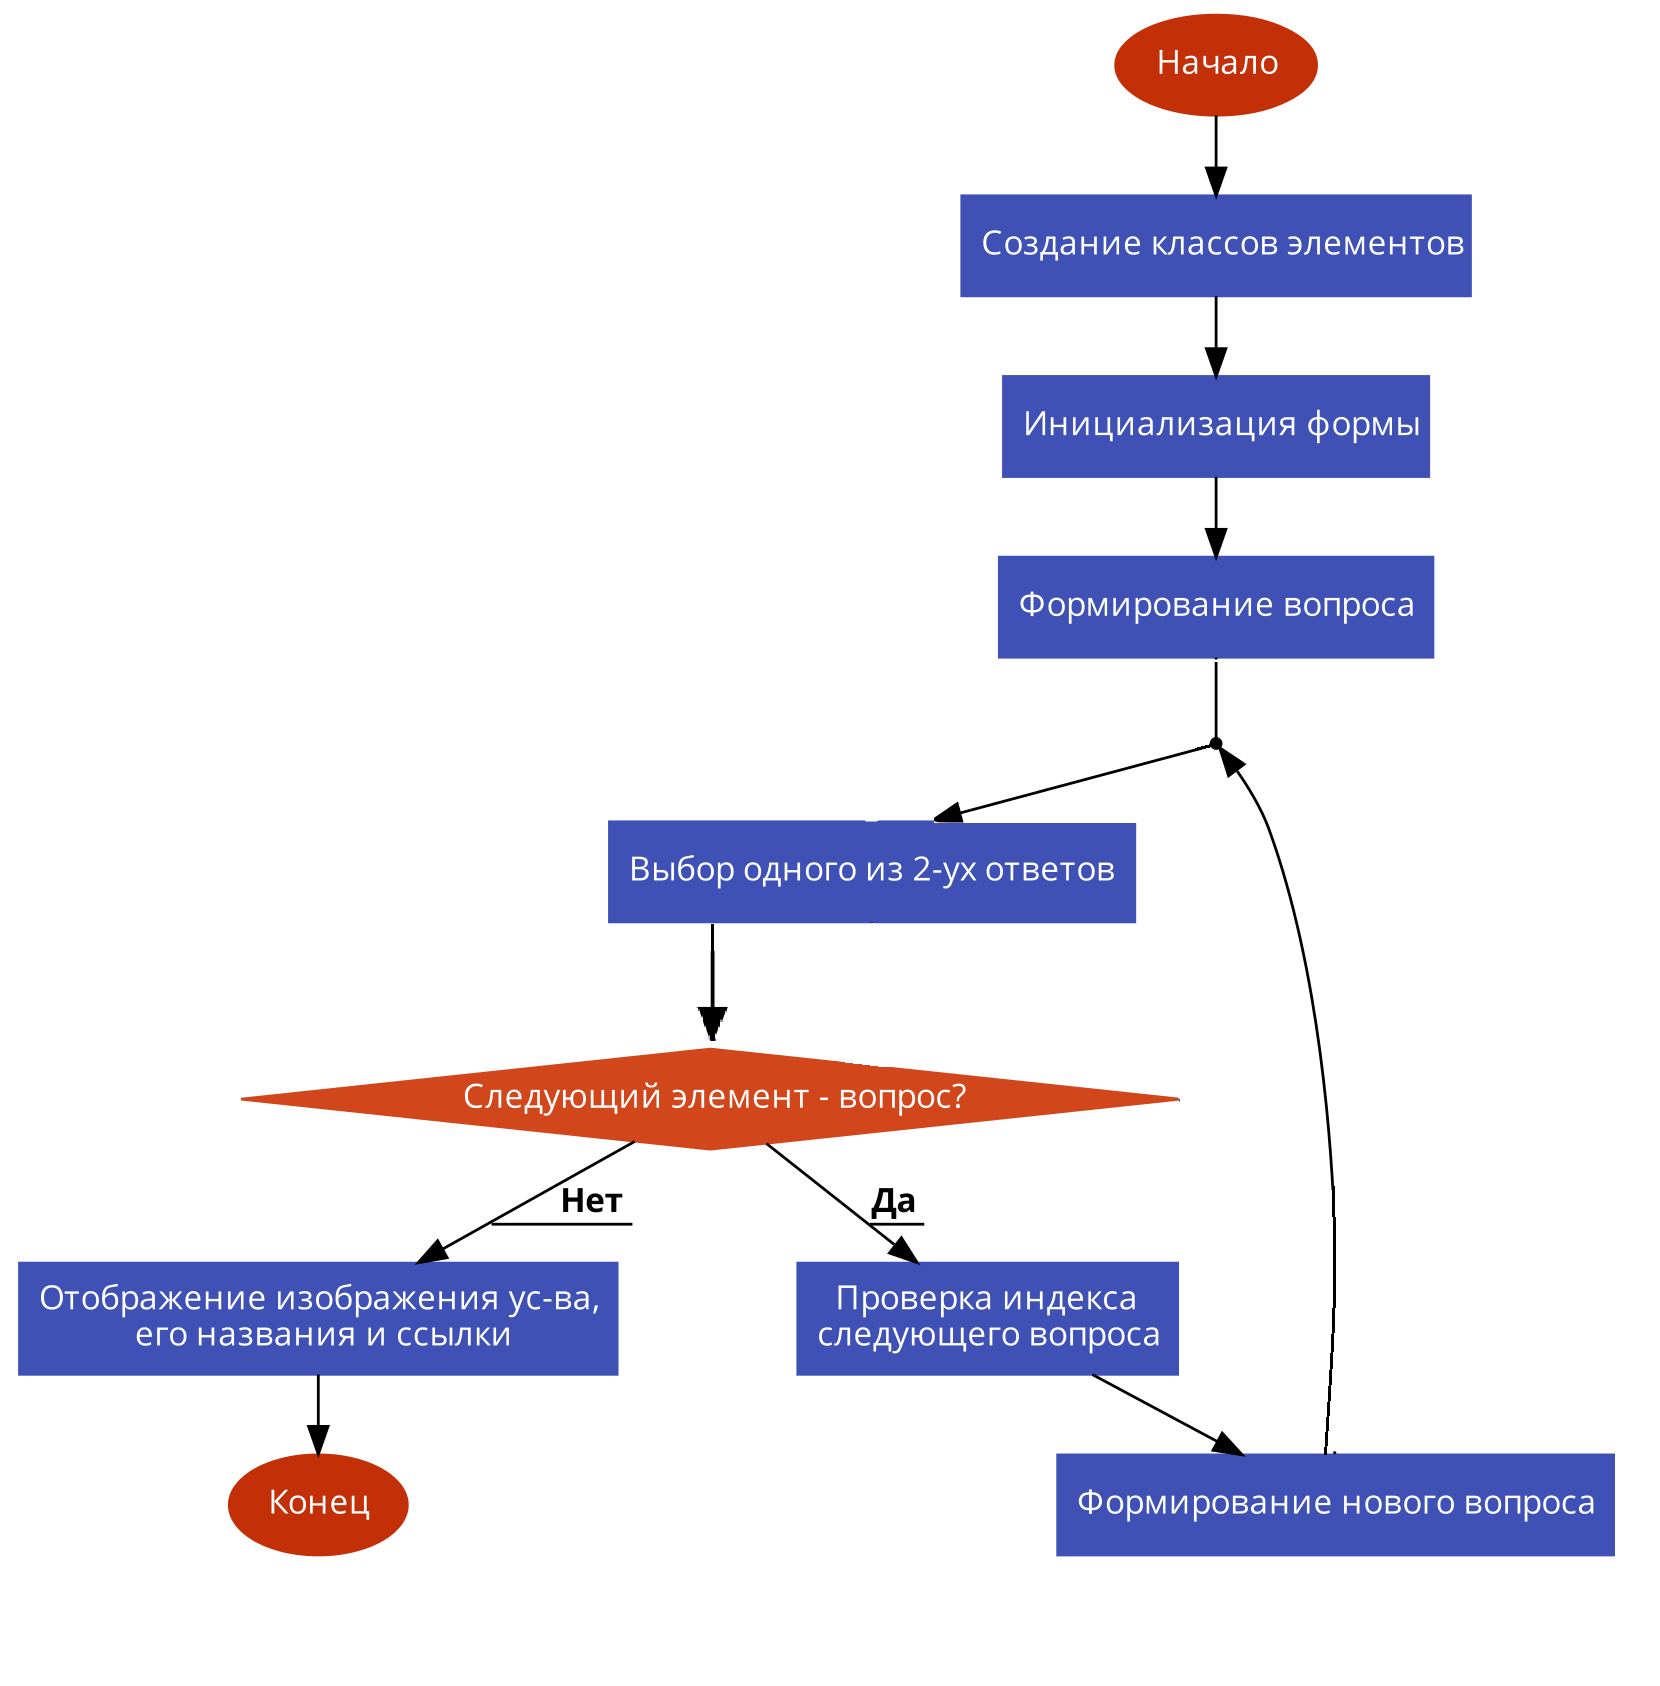 Начало
Создание классов элементов
Инициализация формы
Формирование вопроса
Выбор одного из 2-ух ответов
Следующий элемент - вопрос?
Нет
Да
Отображение изображения ус-ва,
его названия и ссылки
Проверка индекса
следующего вопроса
Конец
Формирование нового вопроса